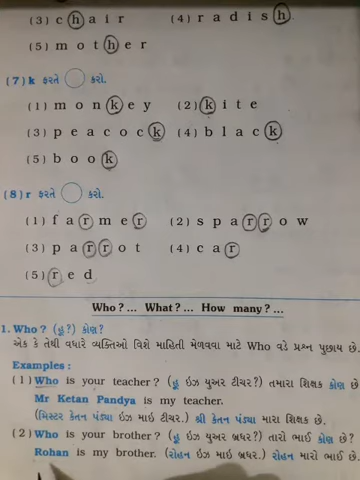 (3) c h a i r (4) r a d i s h
(5) m o t h e r
(7) k ફરતે ◯ કરો.
(1) m o n k e y (2) k i t e
(3) p e a c o c k (4) b l a c k
(5) b o o k
(8) r ફરતે ◯ કરો.
(1) f a r m e r (2) s p a r r o w
(3) p a r r o t (4) c a r
(5) r e d
Who? ... What? ... How many? ...
1. Who? (હૂ?) કોણ?
એક કે તેથી વધારે વ્યક્તિઓ વિશે માહિતી મેળવવા માટે Who વડે પ્રશ્ન પુછાય છે.
Examples :
(1) Who is your teacher? (હૂ ઇઝ યુઅર ટીચર?) તમારા શિક્ષક કોણ છે
Mr Ketan Pandya is my teacher.
(મિસ્ટર કેતન પંડ્યા ઇઝ માઇ ટીચર.) શ્રી કેતન પંડ્યા મારા શિક્ષક છે.
(2) Who is your brother? (હૂ ઇઝ યુઅર બ્રધર?) તારો ભાઈ કોણ છે?
Rohan is my brother. (રોહન ઇઝ માઇ બ્રધર.) રોહન મારો ભાઈ છે.